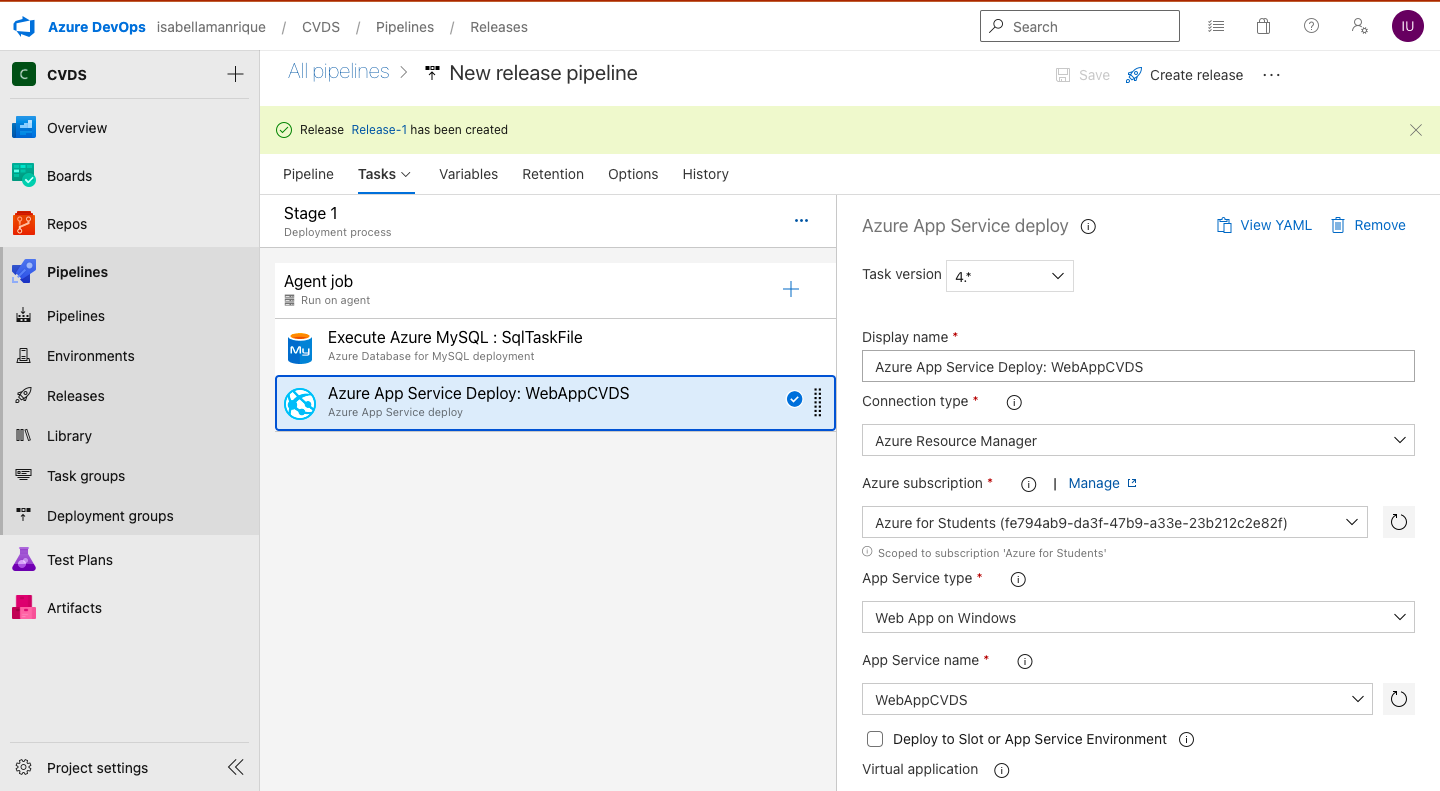 Azure DevOps isabellamanrique / CVDS / Pipelines / Releases
Search
IU
C CVDS
Overview
Boards
Repos
Pipelines
Pipelines
Environments
Releases
Library
Task groups
Deployment groups
Test Plans
Artifacts
Project settings
All pipelines > New release pipeline
Save
Create release
Release Release-1 has been created
Pipeline Tasks Variables Retention Options History
Stage 1
Deployment process
Agent job
Run on agent
My
Execute Azure MySQL : SqlTaskFile
Azure Database for MySQL deployment
Azure App Service Deploy: WebAppCVDS
Azure App Service deploy
Azure App Service deploy
View YAML
Remove
Task version 4.*
Display name *
Azure App Service Deploy: WebAppCVDS
Connection type *
Azure Resource Manager
Azure subscription * | Manage
Azure for Students (fe794ab9-da3f-47b9-a33e-23b212c2e82f)
Scoped to subscription 'Azure for Students'
App Service type *
Web App on Windows
App Service name *
WebAppCVDS
Deploy to Slot or App Service Environment
Virtual application